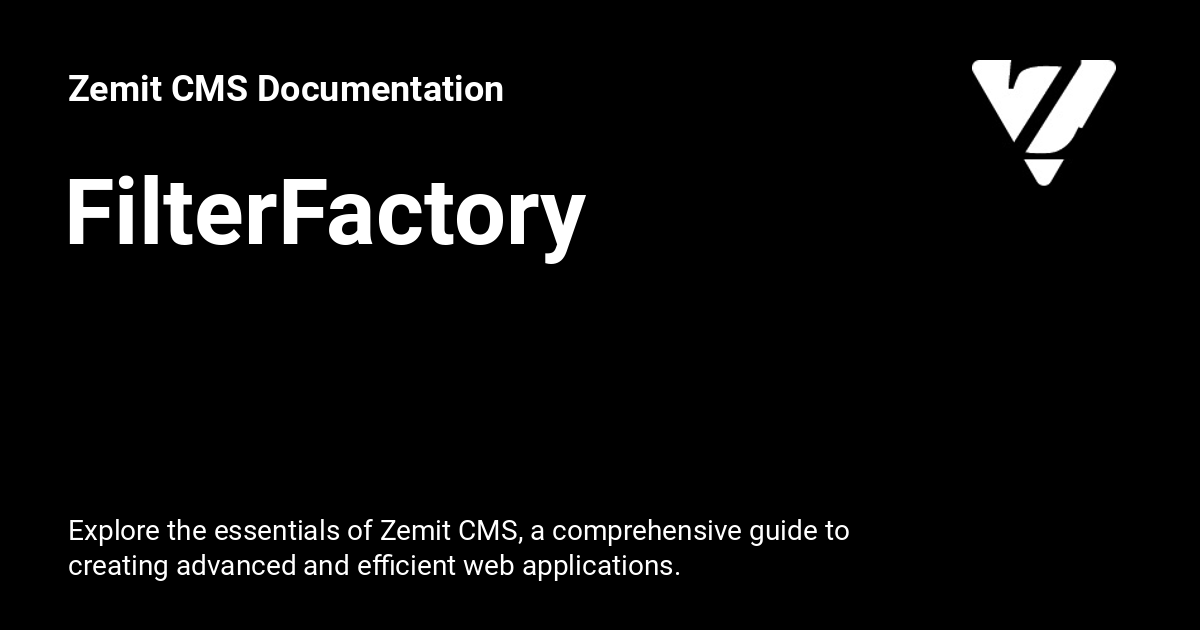 Zemit CMS Documentation
FilterFactory
Explore the essentials of Zemit CMS, a comprehensive guide to
creating advanced and efficient web applications.